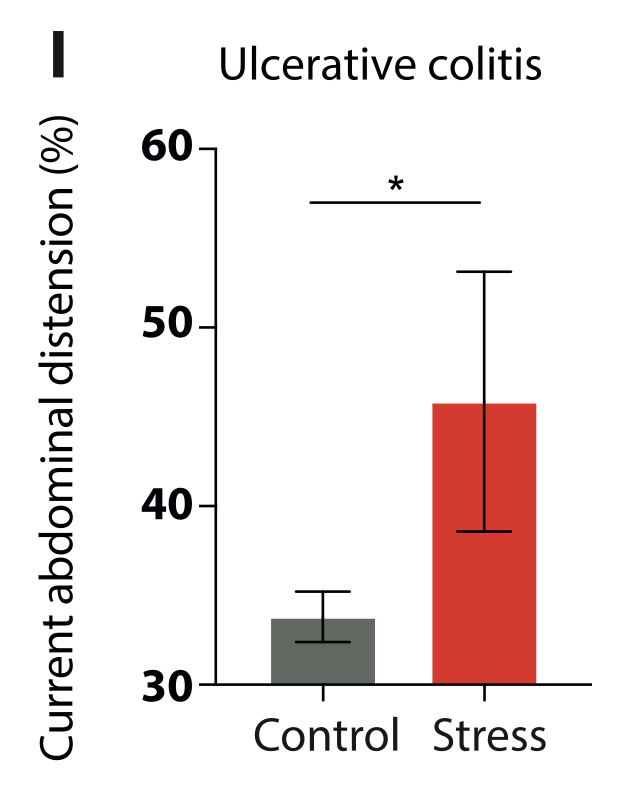 I
Ulcerative colitis
Current abdominal distension (%)
60
*
50
40
30
Control Stress